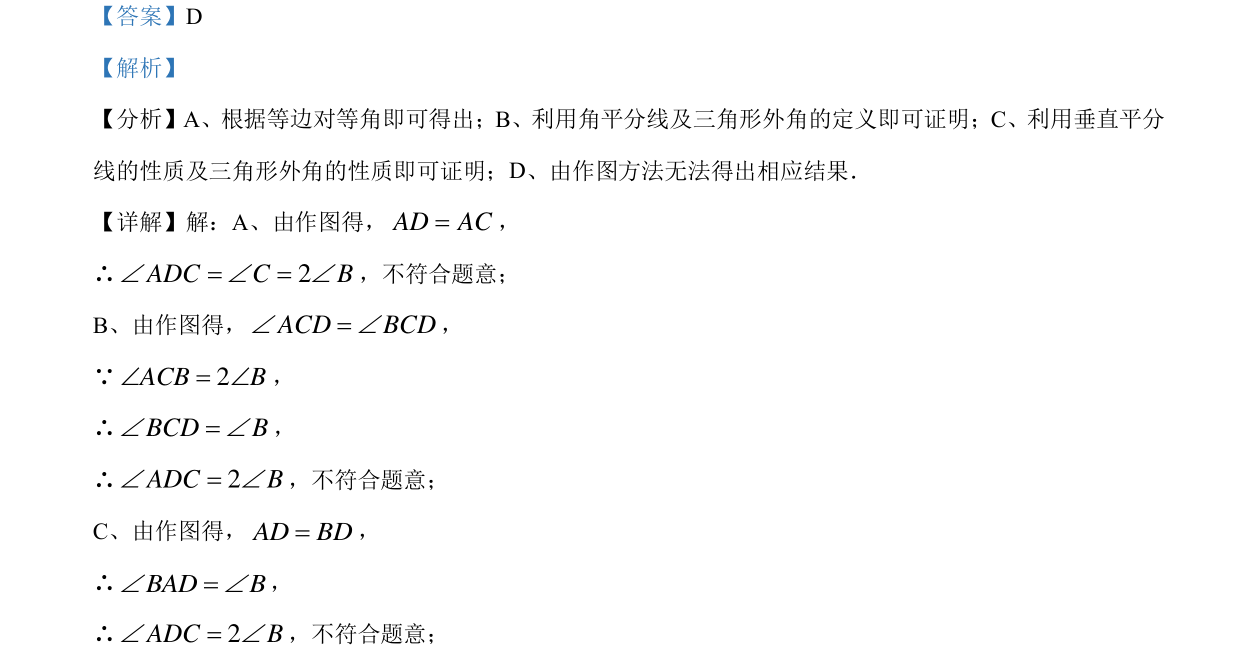 【答案】D
【解析】
【分析】A、根据等边对等角即可得出；B、利用角平分线及三角形外角的定义即可证明；C、利用垂直平分
线的性质及三角形外角的性质即可证明；D、由作图方法无法得出相应结果．
【详解】解：A、由作图得，AD = AC，
∴∠ADC = ∠C = 2∠B，不符合题意；
B、由作图得，∠ACD = ∠BCD，
∵∠ACB = 2∠B，
∴∠BCD = ∠B，
∴∠ADC = 2∠B，不符合题意；
C、由作图得，AD = BD，
∴∠BAD = ∠B，
∴∠ADC = 2∠B，不符合题意；